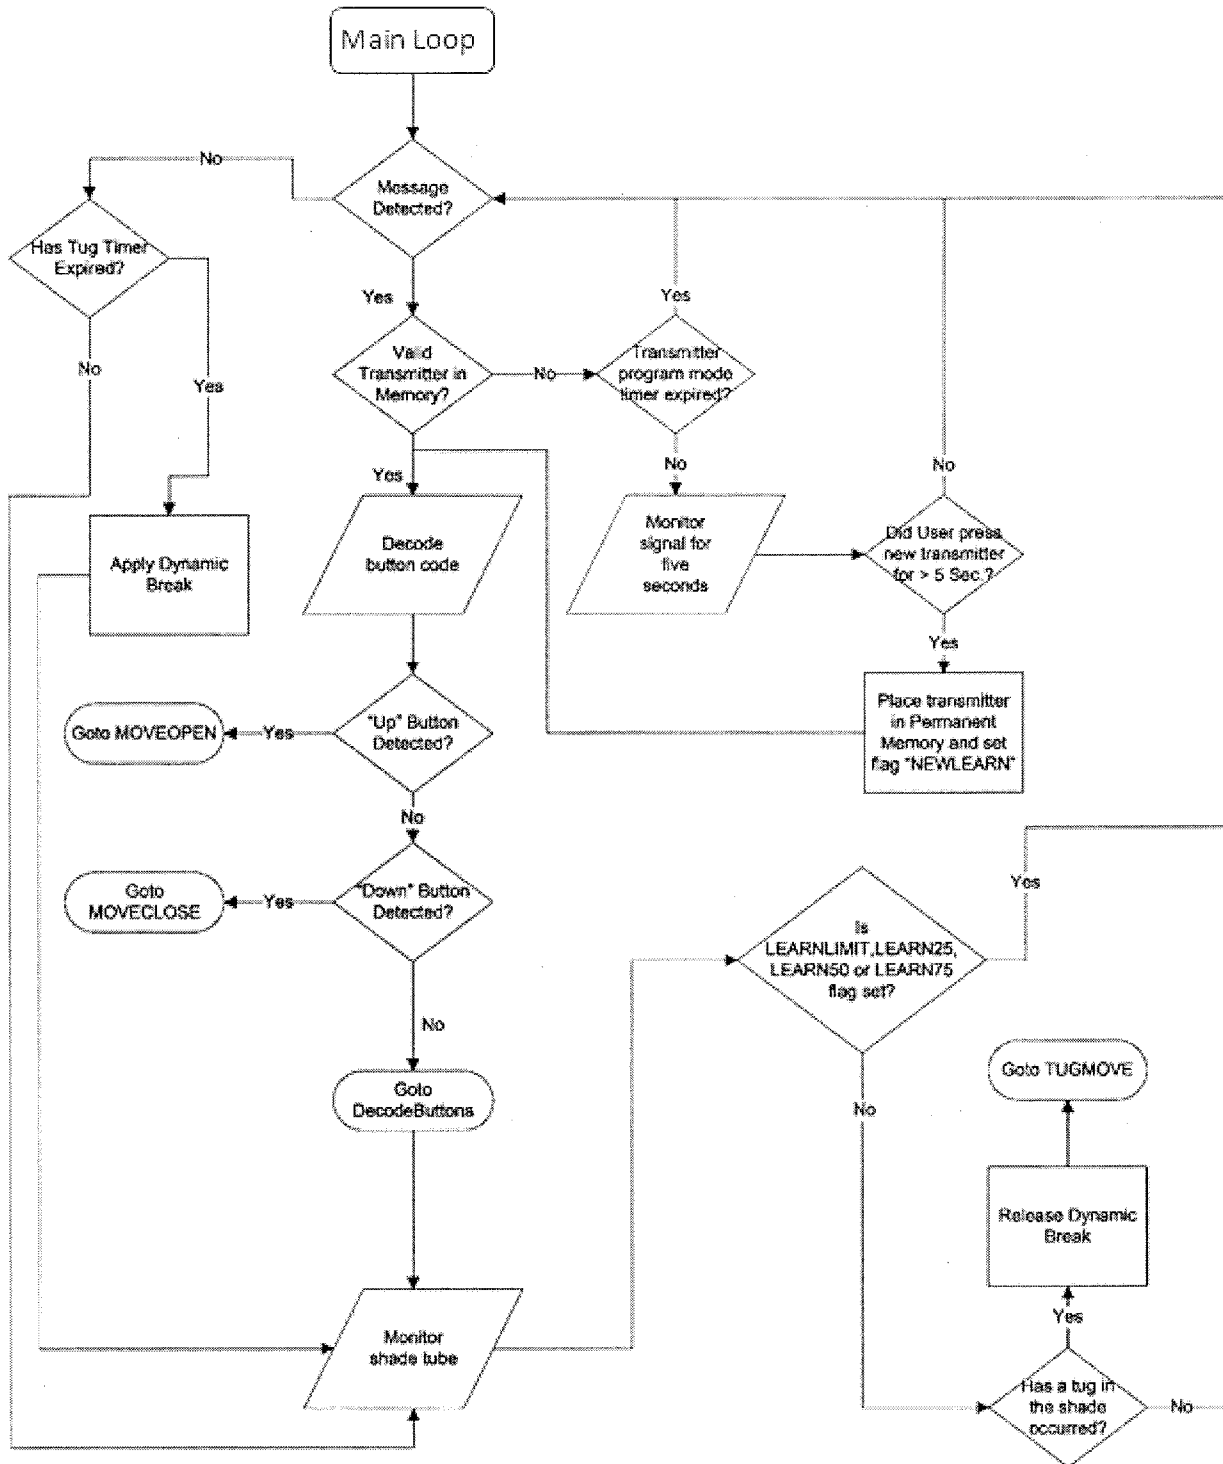 Main Loop
No
Message
Detected?
Has Tug Timer
Expired?
Yes
Yes
No
Valid
Transmitter in
Memory?
No
Transmitter
program mode
timer expired?
Yes
Yes
No
No
Apply Dynamic
Break
Decode
button code
Monitor
signal for
five
seconds
Did User press
new transmitter
for > 5 Sec.?
Yes
Place transmitter
in Permanent
Memory and set
flag "NEWLEARN"
Goto MOVEOPEN
Yes
"Up" Button
Detected?
No
Goto
MOVECLOSE
Yes
"Down" Button
Detected?
Yes
Is
LEARNLIMIT,LEARN25,
LEARN50 or LEARN75
flag set?
No
Goto
DecodeButtons
Goto TUGMOVE
No
Release Dynamic
Break
Yes
Monitor
shade tube
Has a tug in
the shade
occurred?
No